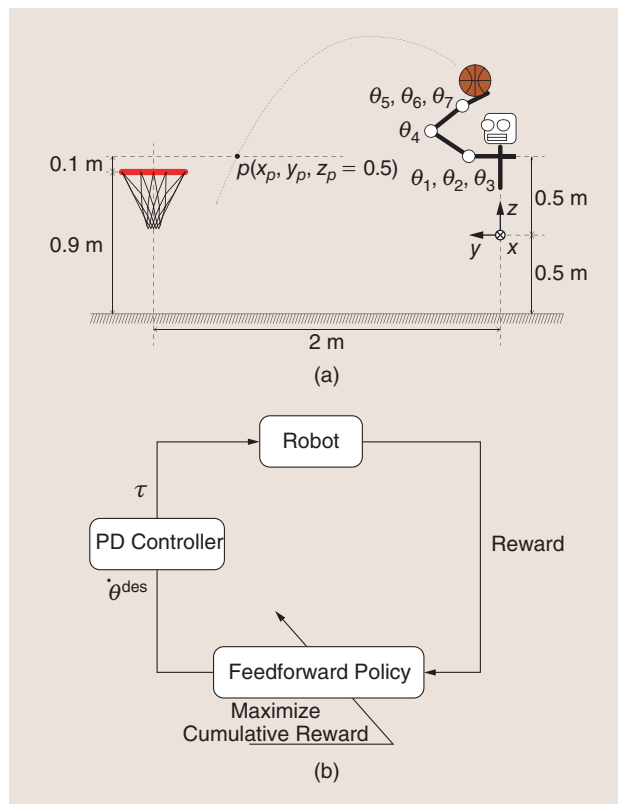 θ5, θ6, θ7
θ4
0.1 m
p(xp, yp, zp = 0.5)
θ1, θ2, θ3
z
0.5 m
0.9 m
y
x
0.5 m
2 m
(a)
Robot
τ
PD Controller
Reward
θ̇des
Feedforward Policy
Maximize
Cumulative Reward
(b)